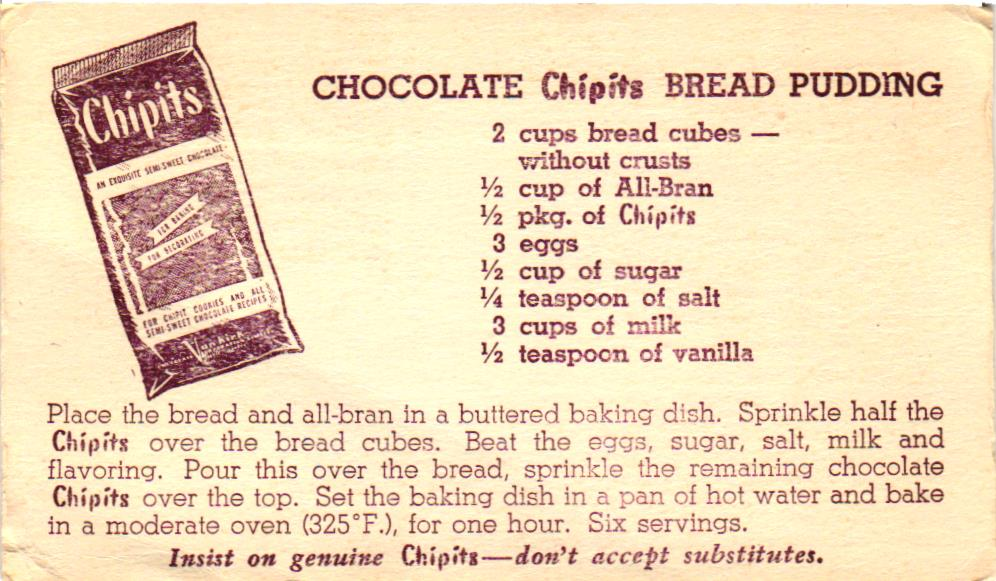 Chipits
AN EXQUISITE SEMI-SWEET CHOCOLATE
FOR BAKING
FOR DECORATING
FOR CHIPIT COOKIES AND ALL
SEMI-SWEET CHOCOLATE RECIPES
Van Kirk
CHOCOLATE Chipits BREAD PUDDING
2 cups bread cubes —
without crusts
½ cup of All-Bran
½ pkg. of Chipits
3 eggs
½ cup of sugar
¼ teaspoon of salt
3 cups of milk
½ teaspoon of vanilla
Place the bread and all-bran in a buttered baking dish. Sprinkle half the
Chipits over the bread cubes. Beat the eggs, sugar, salt, milk and
flavoring. Pour this over the bread, sprinkle the remaining chocolate
Chipits over the top. Set the baking dish in a pan of hot water and bake
in a moderate oven (325°F.), for one hour. Six servings.
Insist on genuine Chipits—don't accept substitutes.